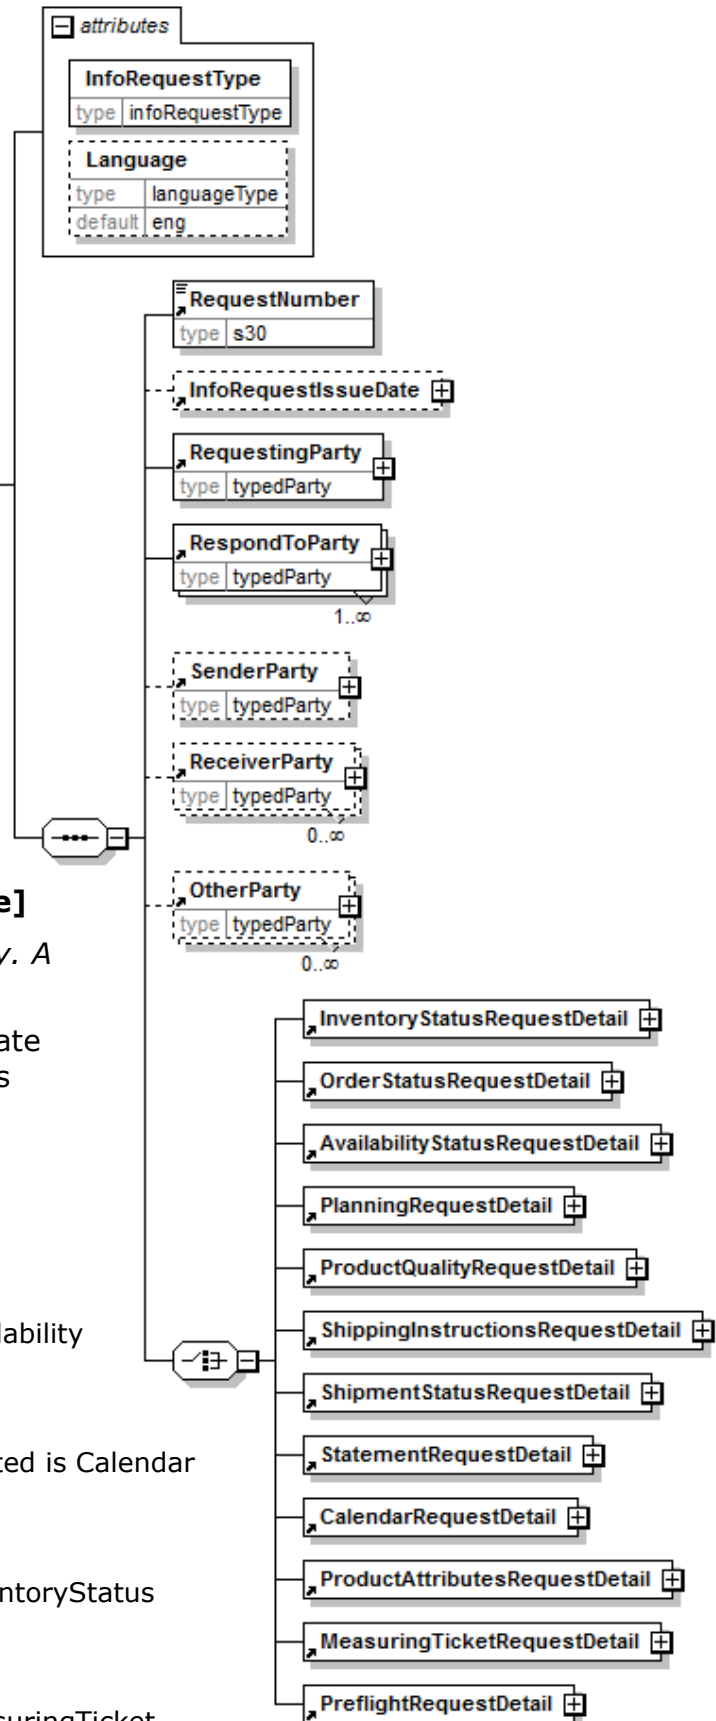 attributes
InfoRequestType
type infoRequestType
Language
type languageType
default eng
RequestNumber
type s30
InfoRequestIssueDate
RequestingParty
type typedParty
RespondToParty
type typedParty
1..∞
SenderParty
type typedParty
ReceiverParty
type typedParty
0..∞
OtherParty
type typedParty
0..∞
e]
y. A
ate
s
InventoryStatusRequestDetail
OrderStatusRequestDetail
AvailabilityStatusRequestDetail
PlanningRequestDetail
ProductQualityRequestDetail
ShippingInstructionsRequestDetail
lability
ShipmentStatusRequestDetail
StatementRequestDetail
ted is Calendar
CalendarRequestDetail
ProductAttributesRequestDetail
ntoryStatus
MeasuringTicketRequestDetail
PreflightRequestDetail
suringTicket